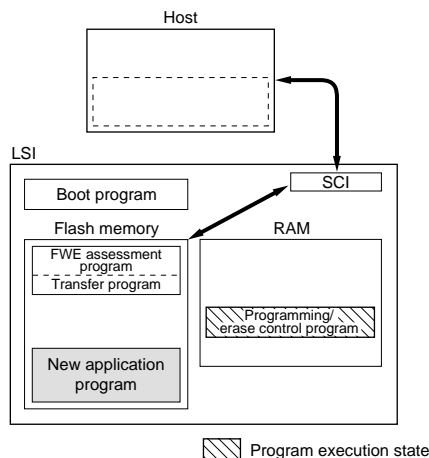 Host
LSI
SCI
Boot program
Flash memory
RAM
FWE assessment
program
Transfer program
Programming/
erase control program
New application
program
Program execution state